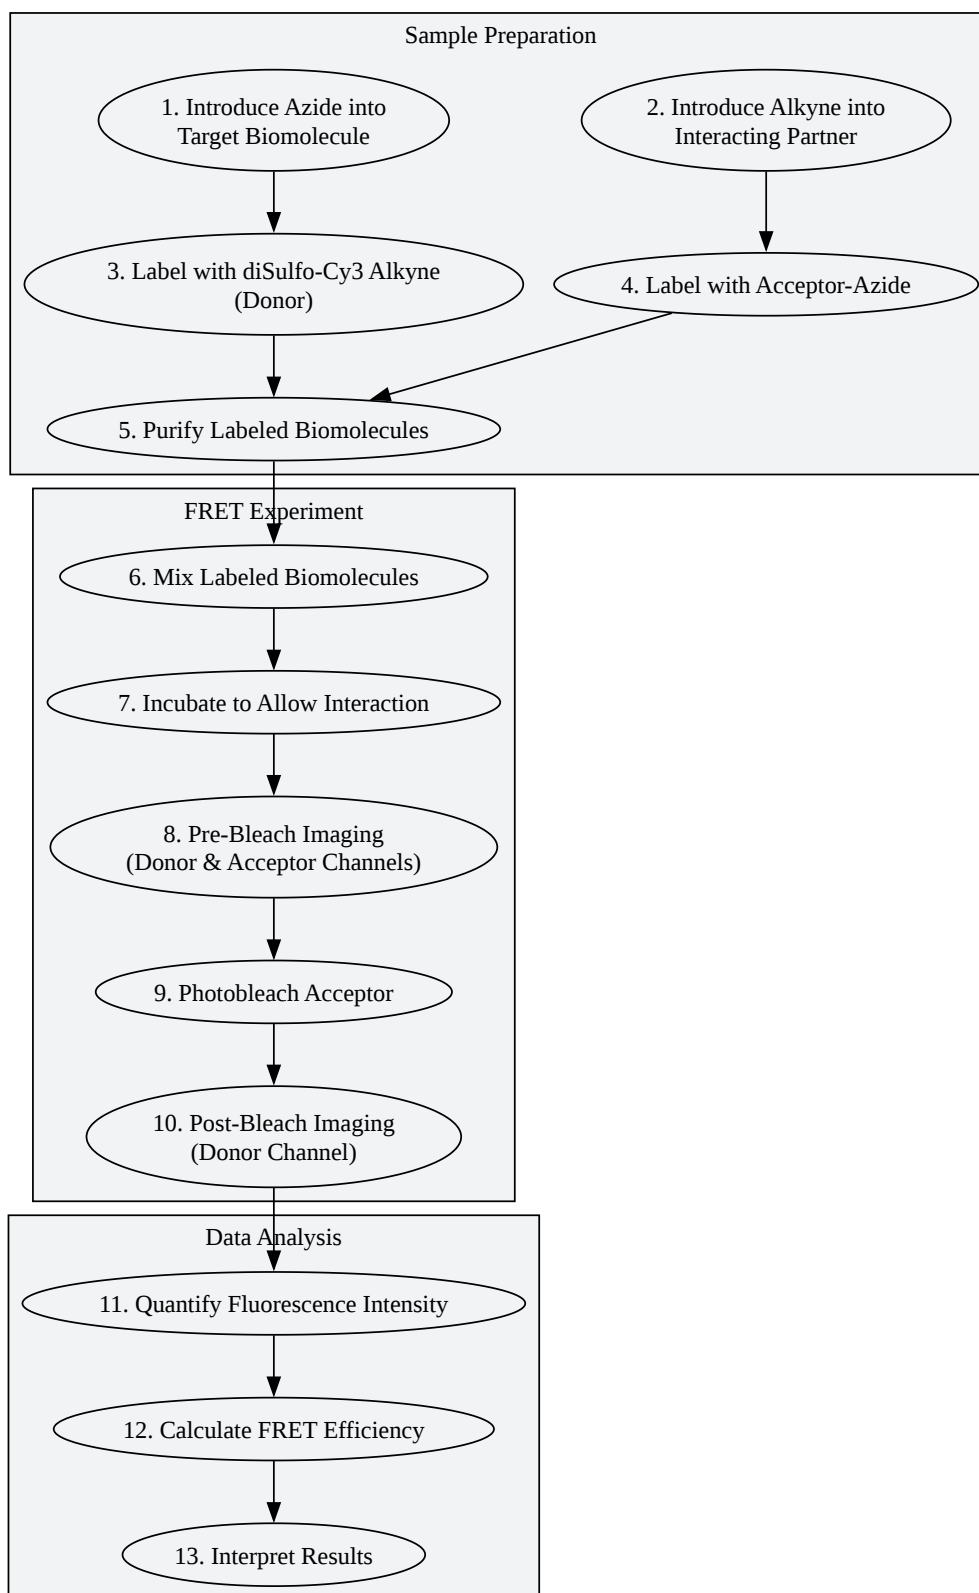 Sample Preparation
1. Introduce Azide into
Target Biomolecule
2. Introduce Alkyne into
Interacting Partner
3. Label with diSulfo-Cy3 Alkyne
(Donor)
4. Label with Acceptor-Azide
5. Purify Labeled Biomolecules
FRET Experiment
6. Mix Labeled Biomolecules
7. Incubate to Allow Interaction
8. Pre-Bleach Imaging
(Donor & Acceptor Channels)
9. Photobleach Acceptor
10. Post-Bleach Imaging
(Donor Channel)
Data Analysis
11. Quantify Fluorescence Intensity
12. Calculate FRET Efficiency
13. Interpret Results